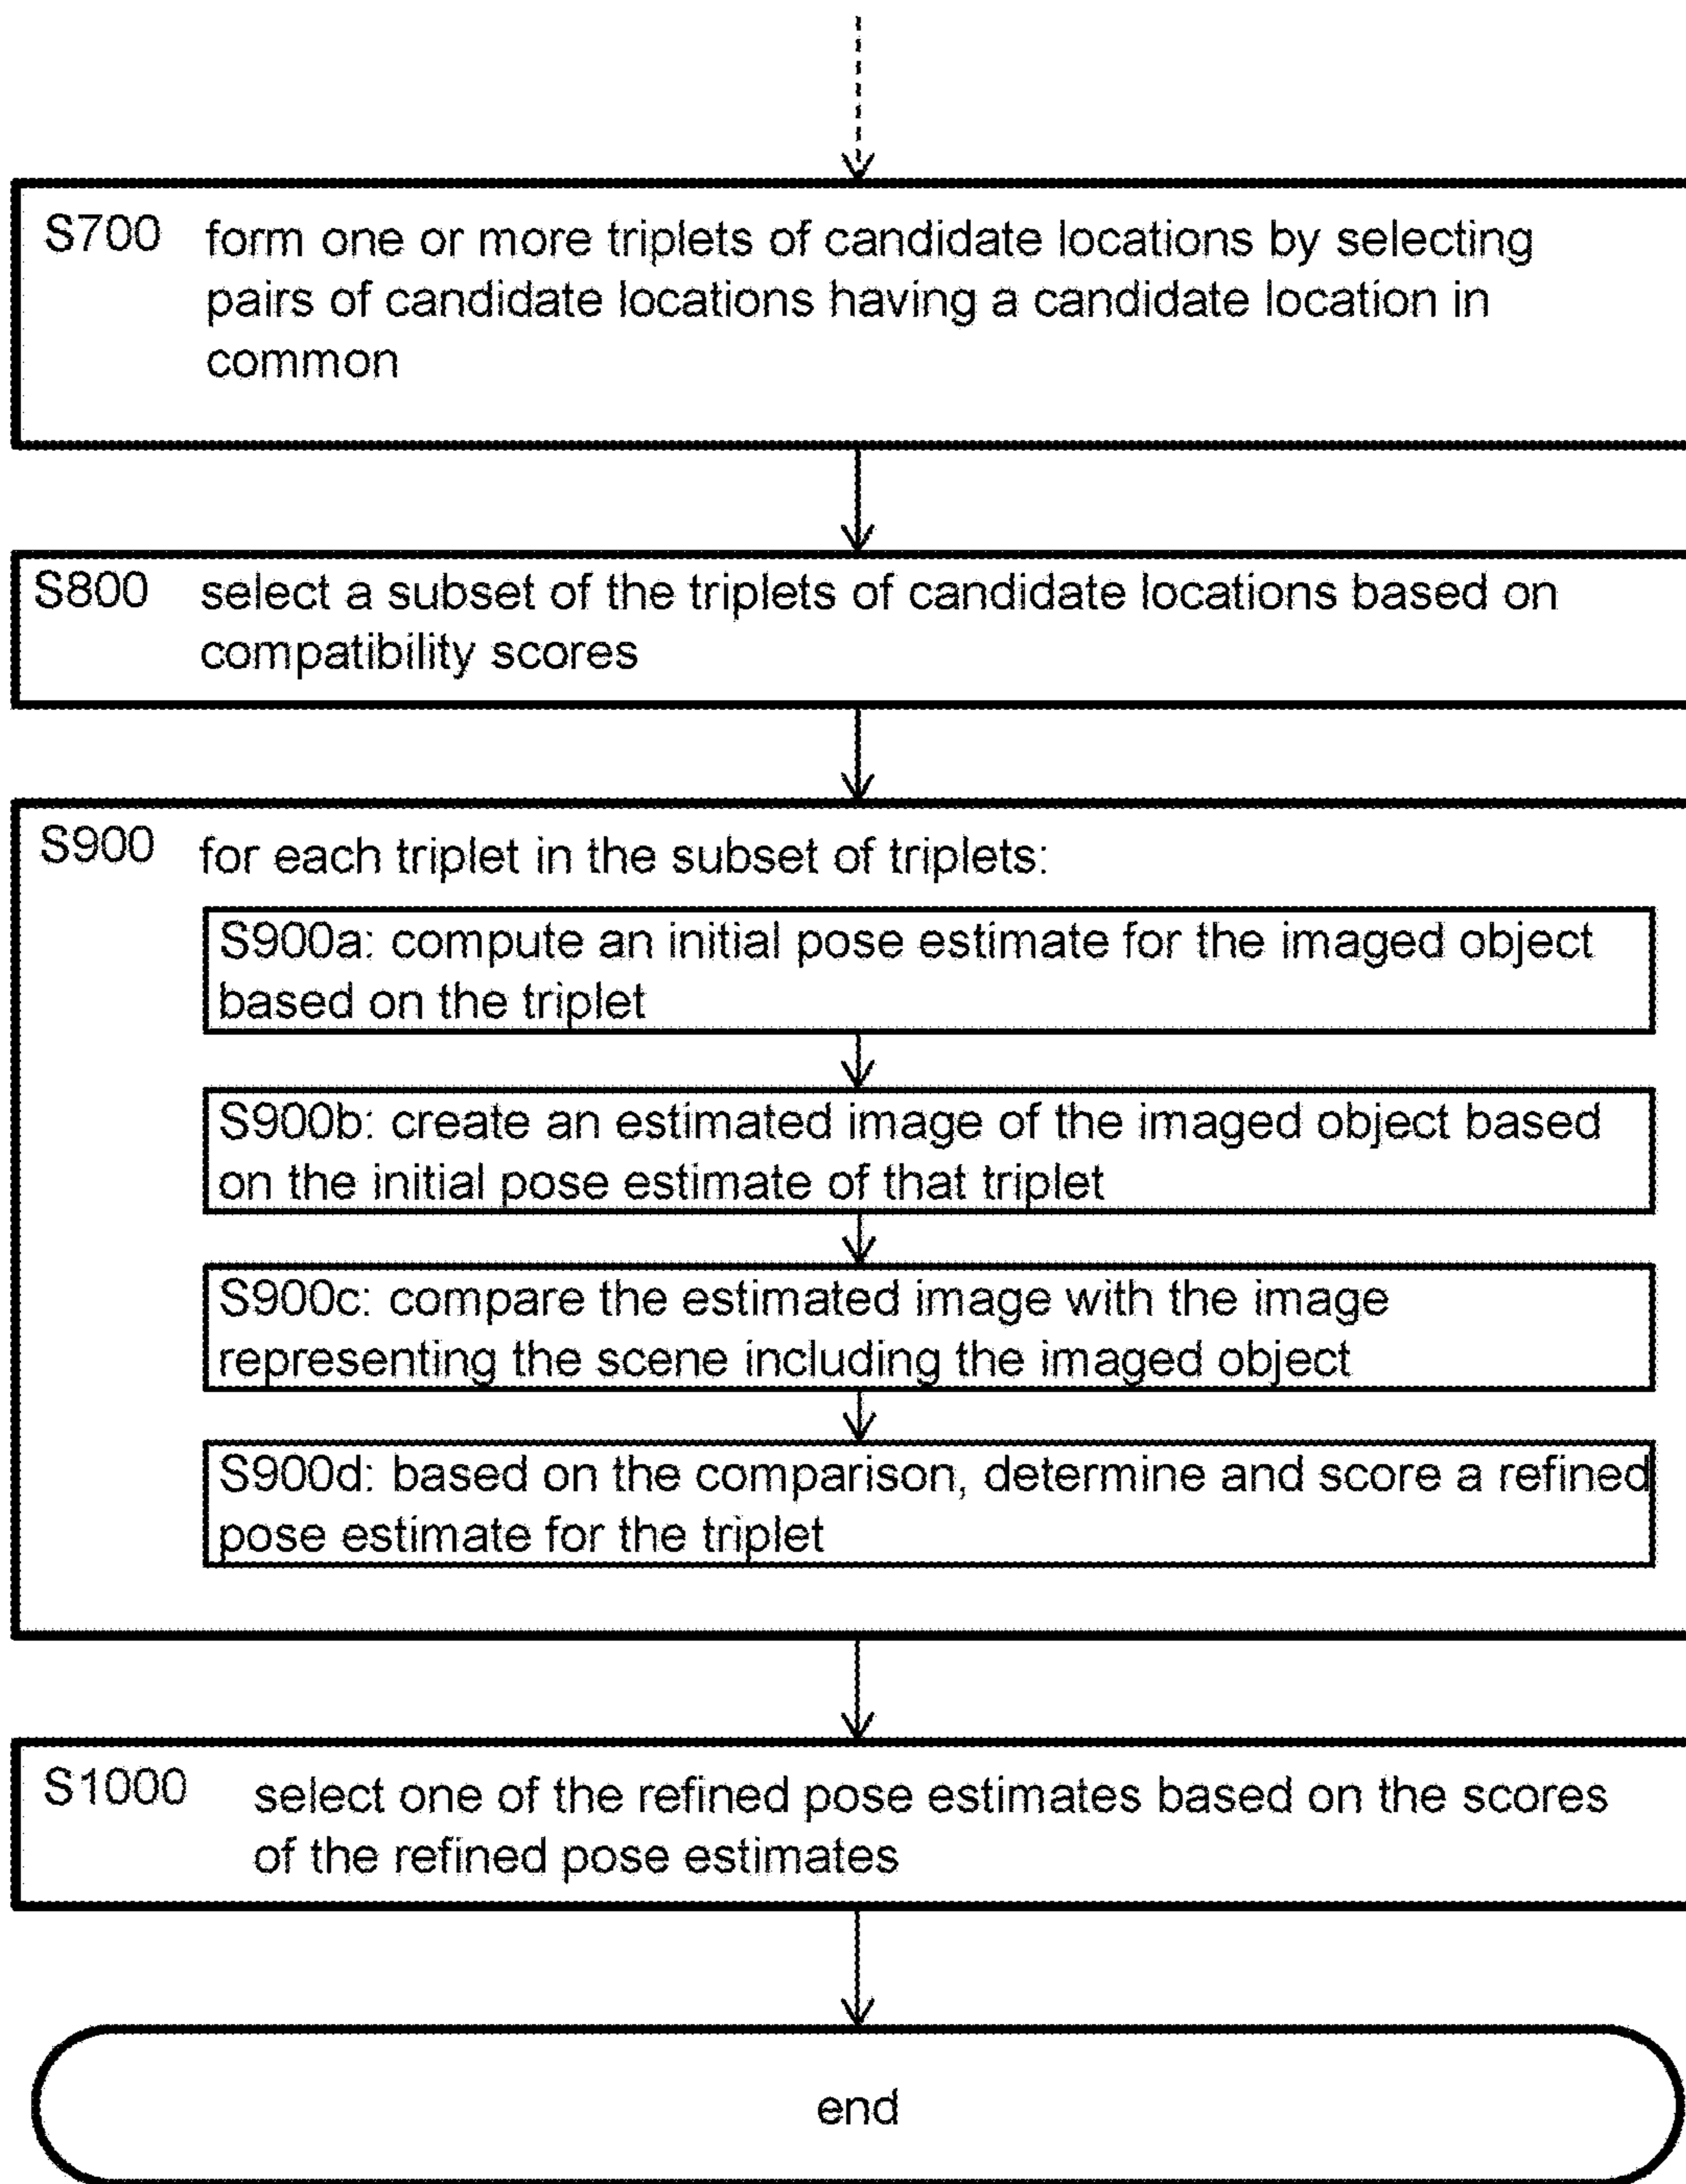 S700 form one or more triplets of candidate locations by selecting
pairs of candidate locations having a candidate location in
common
S800 select a subset of the triplets of candidate locations based on
compatibility scores
S900 for each triplet in the subset of triplets:
S900a: compute an initial pose estimate for the imaged object
based on the triplet
S900b: create an estimated image of the imaged object based
on the initial pose estimate of that triplet
S900c: compare the estimated image with the image
representing the scene including the imaged object
S900d: based on the comparison, determine and score a refined
pose estimate for the triplet
S1000 select one of the refined pose estimates based on the scores
of the refined pose estimates
end